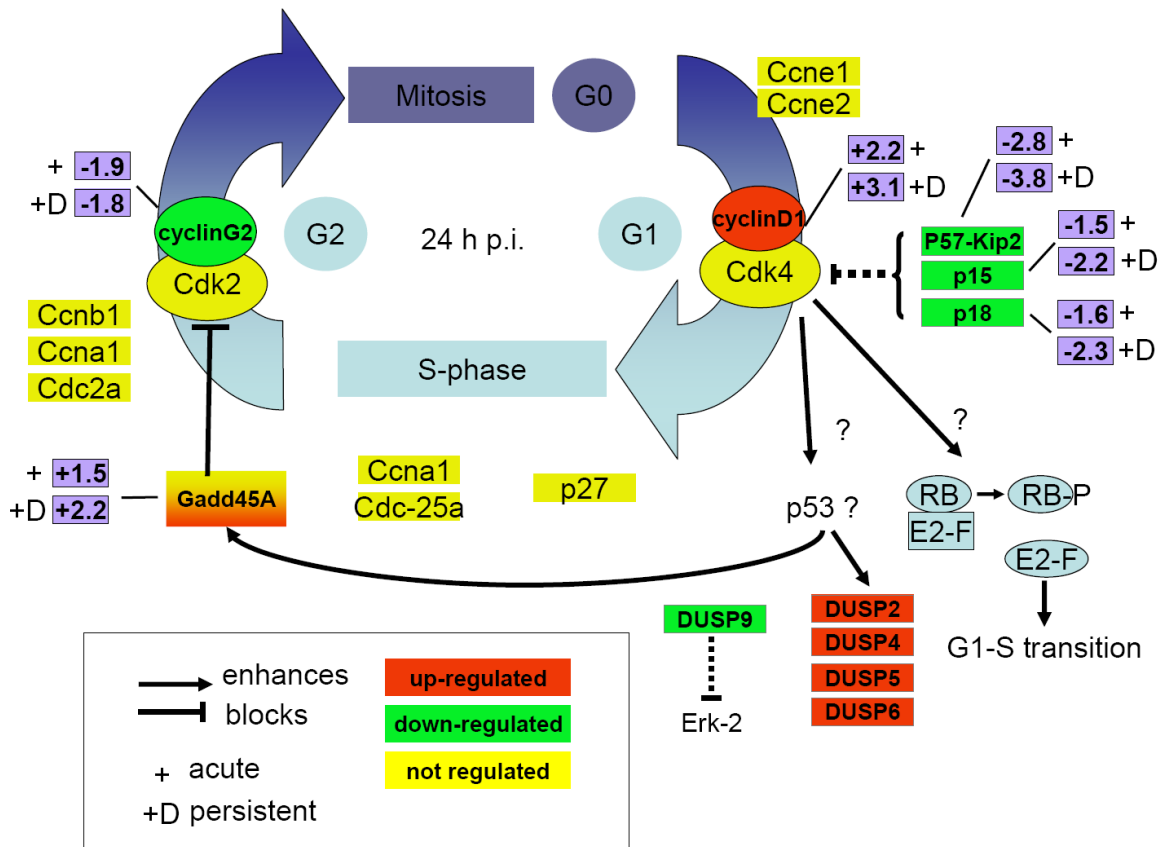 Mitosis
G0
Ccne1
Ccne2
+ -1.9
+D -1.8
+2.2 +
+3.1 +D
-2.8 +
-3.8 +D
cyclinG2
Cdk2
G2
24 h p.i.
G1
cyclinD1
Cdk4
P57-Kip2
p15
p18
-1.5 +
-2.2 +D
-1.6 +
-2.3 +D
Ccnb1
Ccna1
Cdc2a
S-phase
?
?
+ +1.5
+D +2.2
Gadd45A
Ccna1
Cdc-25a
p27
p53 ?
RB
E2-F
RB-P
E2-F
G1-S transition
DUSP9
Erk-2
DUSP2
DUSP4
DUSP5
DUSP6
enhances
blocks
+ acute
+D persistent
up-regulated
down-regulated
not regulated